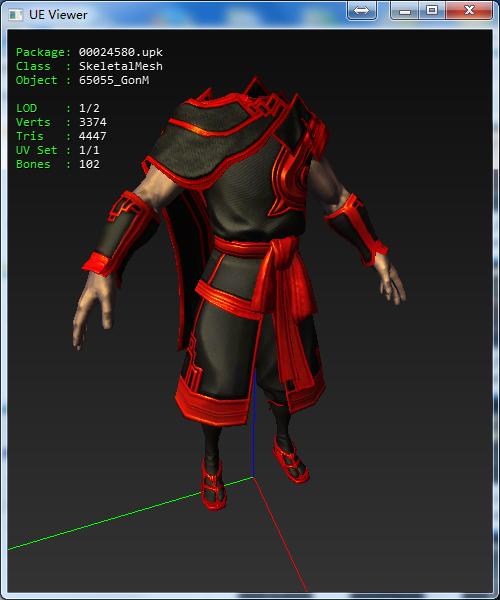 UE Viewer
Package: 00024580.upk
Class : SkeletalMesh
Object : 65055_GonM
LOD : 1/2
Verts : 3374
Tris : 4447
UV Set : 1/1
Bones : 102